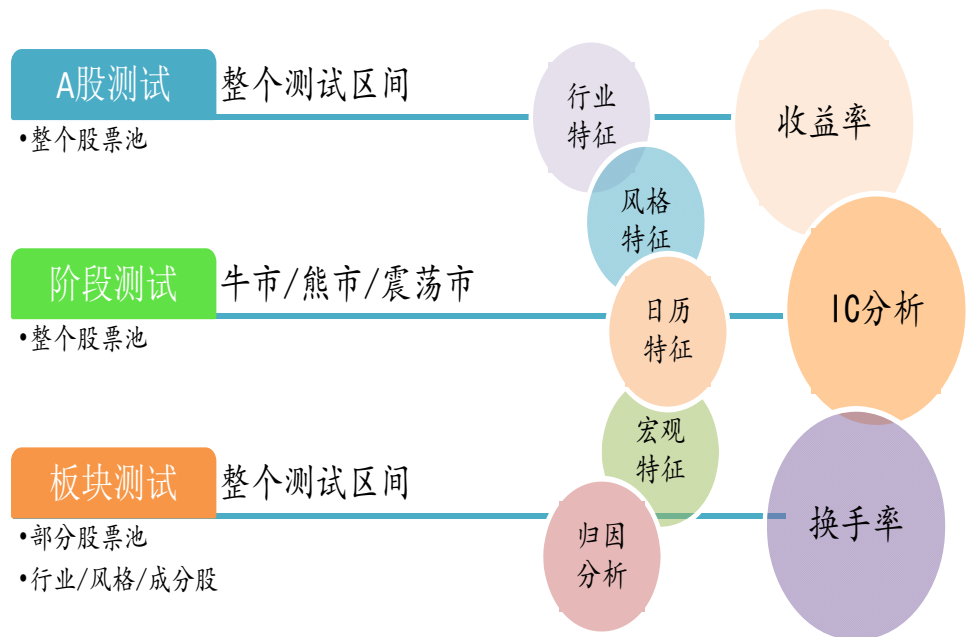 A股测试
整个测试区间
•整个股票池
阶段测试
牛市/熊市/震荡市
•整个股票池
板块测试
整个测试区间
•部分股票池
•行业/风格/成分股
行业
特征
风格
特征
日历
特征
宏观
特征
归因
分析
收益率
IC分析
换手率